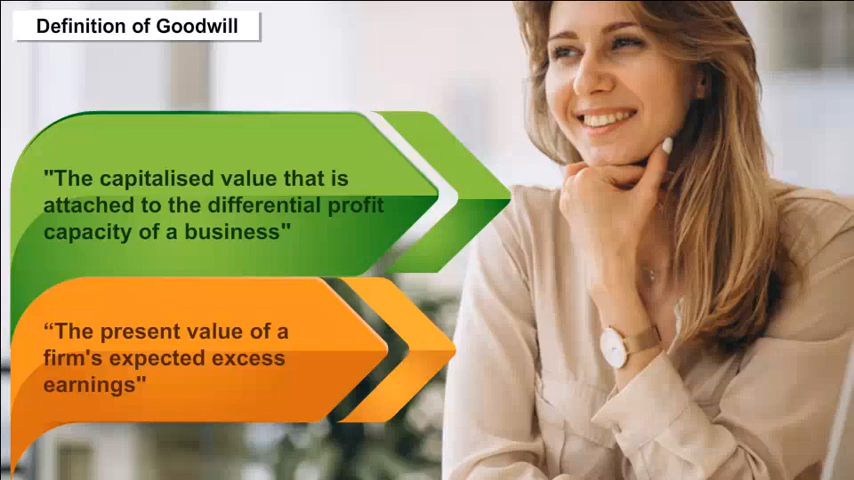 Definition of Goodwill
"The capitalised value that is
attached to the differential profit
capacity of a business"
“The present value of a
firm's expected excess
earnings"